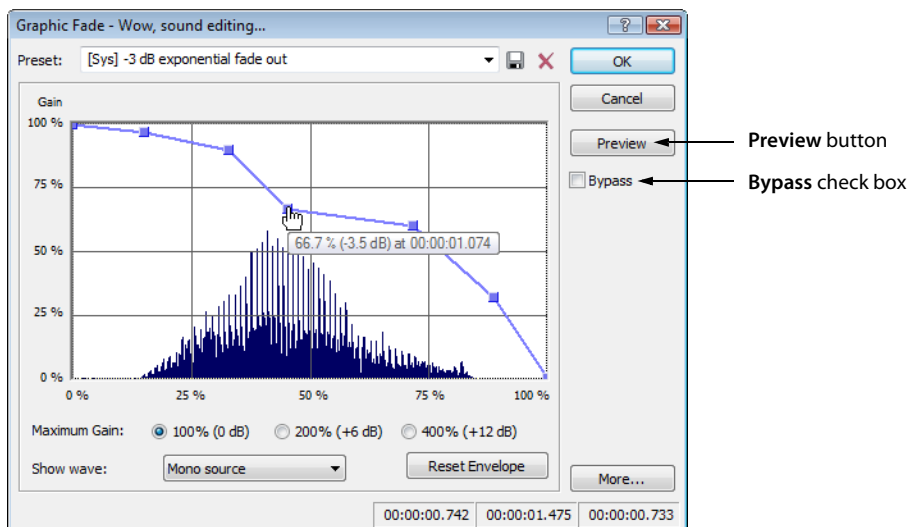 Graphic Fade - Wow, sound editing...
Preset: [Sys] -3 dB exponential fade out
OK
Cancel
Preview
Preview button
Bypass
Bypass check box
Gain
100 %
75 %
50 %
25 %
0 %
66.7 % (-3.5 dB) at 00:00:01.074
0 % 25 % 50 % 75 % 100 %
Maximum Gain: 100% (0 dB) 200% (+6 dB) 400% (+12 dB)
Show wave: Mono source Reset Envelope
More...
00:00:00.742 00:00:01.475 00:00:00.733